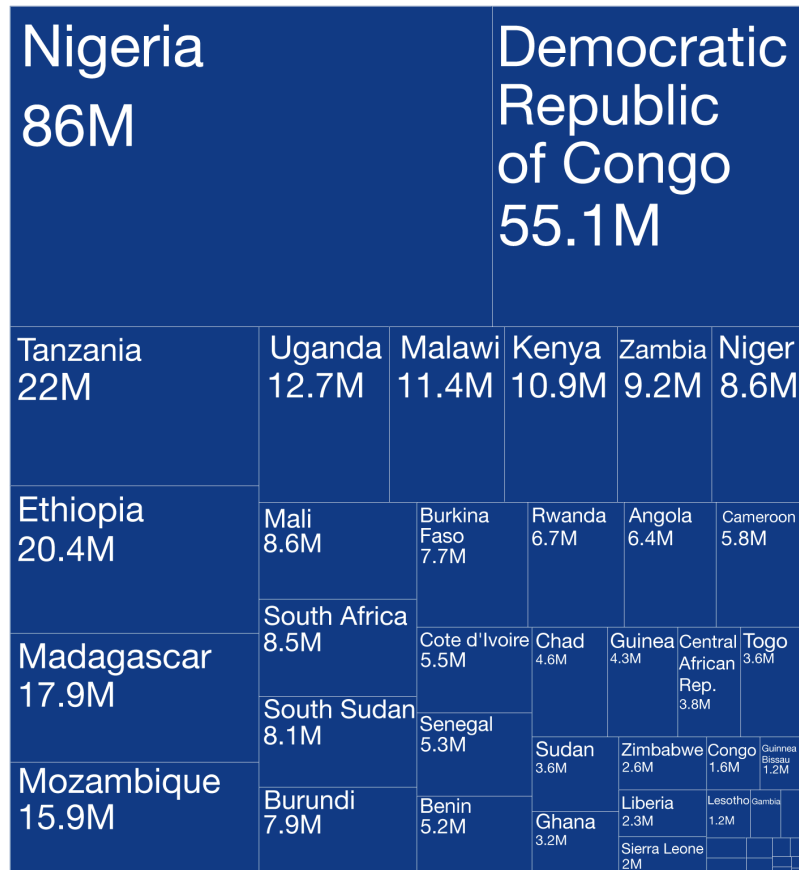 Nigeria
86M
Democratic
Republic
of Congo
55.1M
Tanzania
22M
Uganda
12.7M
Malawi
11.4M
Kenya
10.9M
Zambia
9.2M
Niger
8.6M
Ethiopia
20.4M
Mali
8.6M
Burkina
Faso
7.7M
Rwanda
6.7M
Angola
6.4M
Cameroon
5.8M
South Africa
8.5M
Madagascar
17.9M
Cote d'Ivoire
5.5M
Chad
4.6M
Guinea
4.3M
Central
African
Rep.
3.8M
Togo
3.6M
South Sudan
8.1M
Senegal
5.3M
Sudan
3.6M
Zimbabwe
2.6M
Congo
1.6M
Guinnea
Bissau
1.2M
Mozambique
15.9M
Burundi
7.9M
Benin
5.2M
Ghana
3.2M
Liberia
2.3M
Lesotho
1.2M
Gambia
Sierra Leone
2M